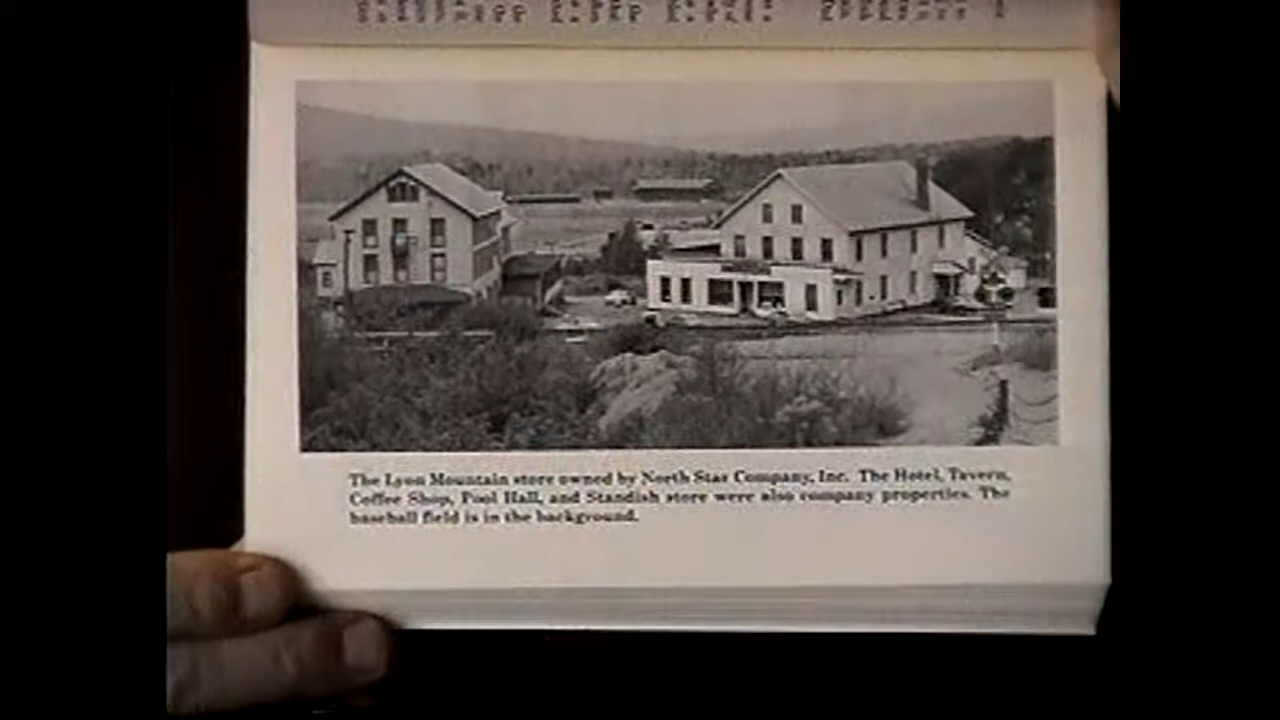 The Lyon Mountain store owned by North Star Company, Inc. The Hotel, Tavern,
Coffee Shop, Pool Hall, and Standish store were also company properties. The
baseball field is in the background.